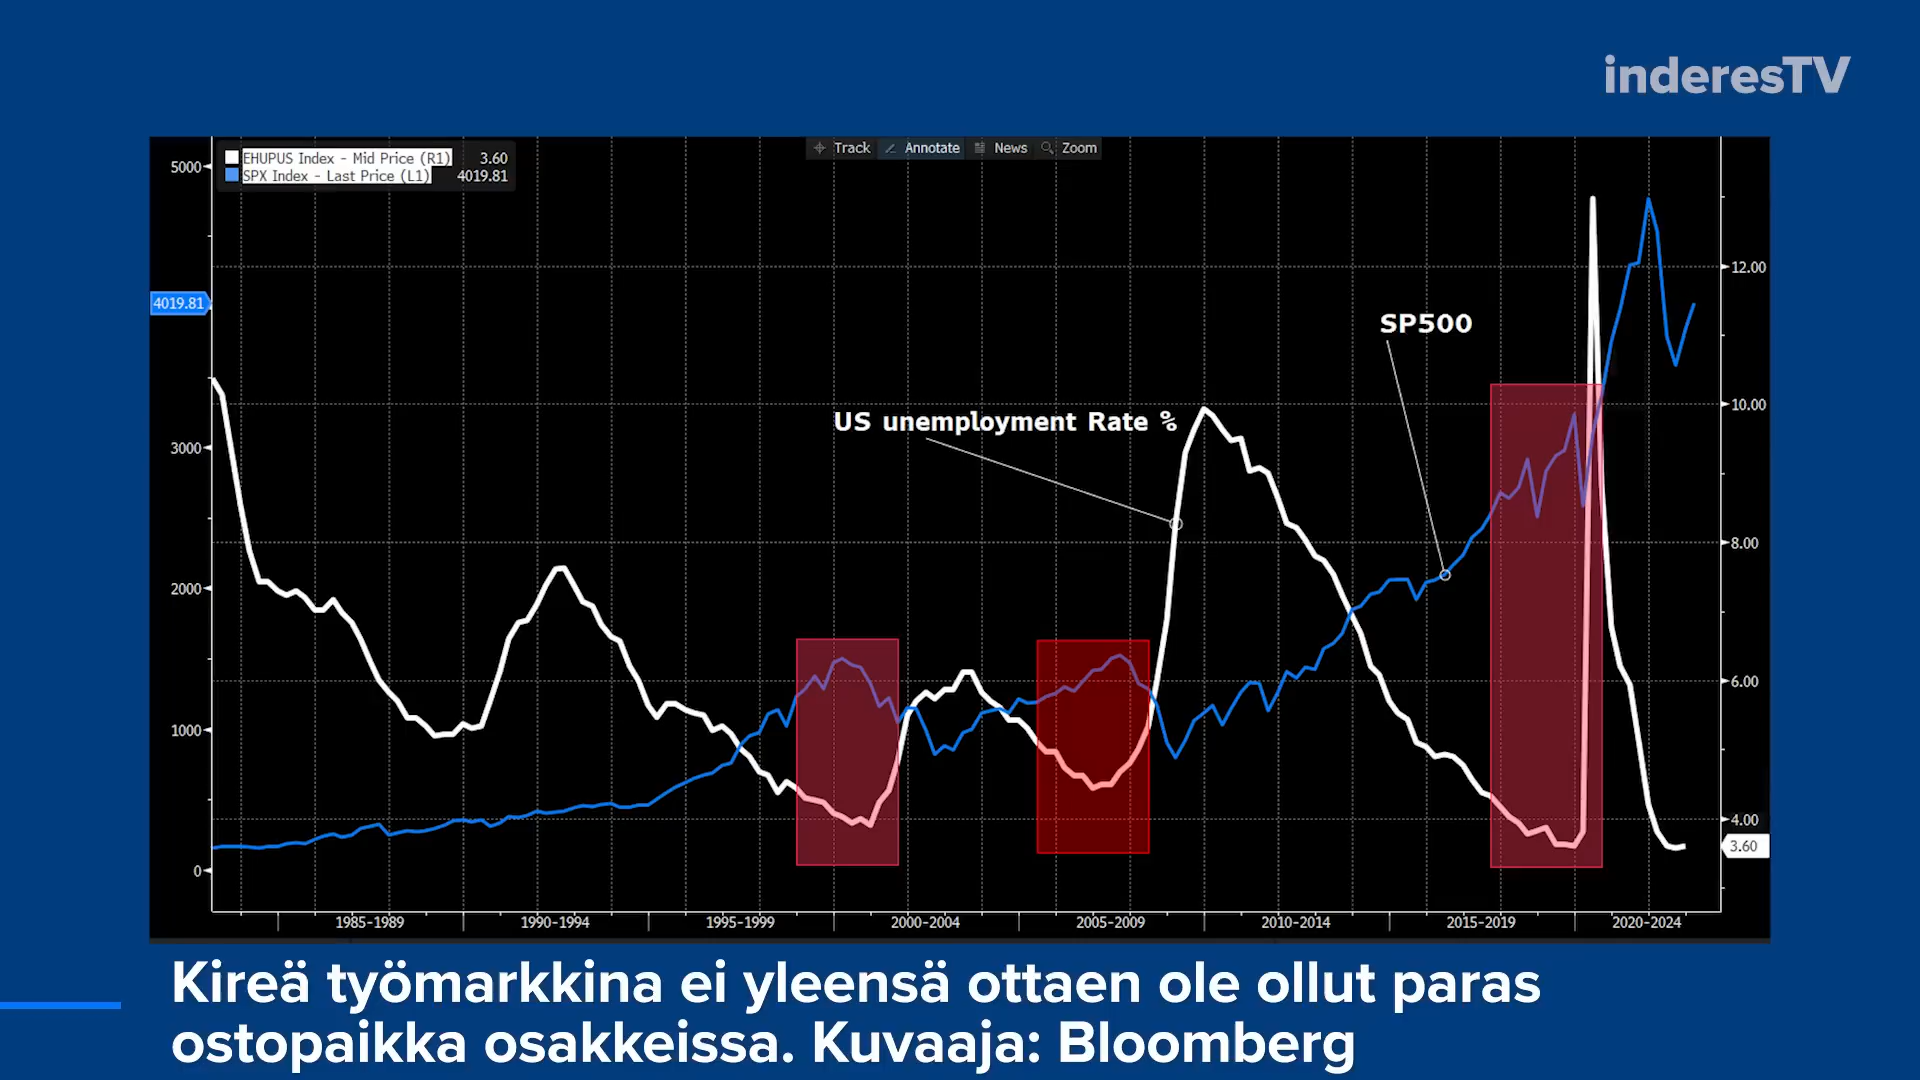 inderesTV
Track Annotate News Zoom
EHUPUS Index - Mid Price (R1) 3.60
SPX Index - Last Price (L1) 4019.81
5000
4019.81
3000
2000
1000
0
12.00
10.00
8.00
6.00
4.00
3.60
SP500
US unemployment Rate %
1985-1989 1990-1994 1995-1999 2000-2004 2005-2009 2010-2014 2015-2019 2020-2024
Kireä työmarkkina ei yleensä ottaen ole ollut paras
ostopaikka osakkeissa. Kuvaaja: Bloomberg